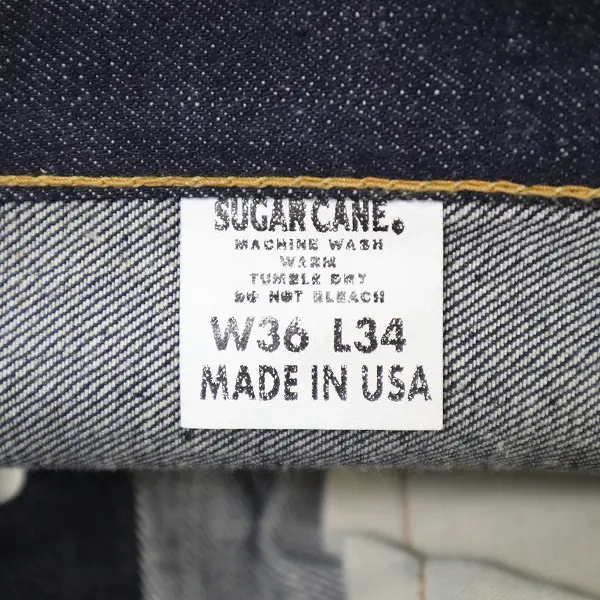 SUGAR CANE.
MACHINE WASH
WARM
TUMBLE DRY
DO NOT BLEACH
W36 L34
MADE IN USA